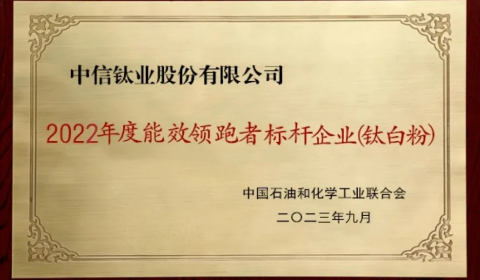 中信钛业股份有限公司
2022年度能效领跑者标杆企业(钛白粉)
中国石油和化学工业联合会
二〇二三年九月